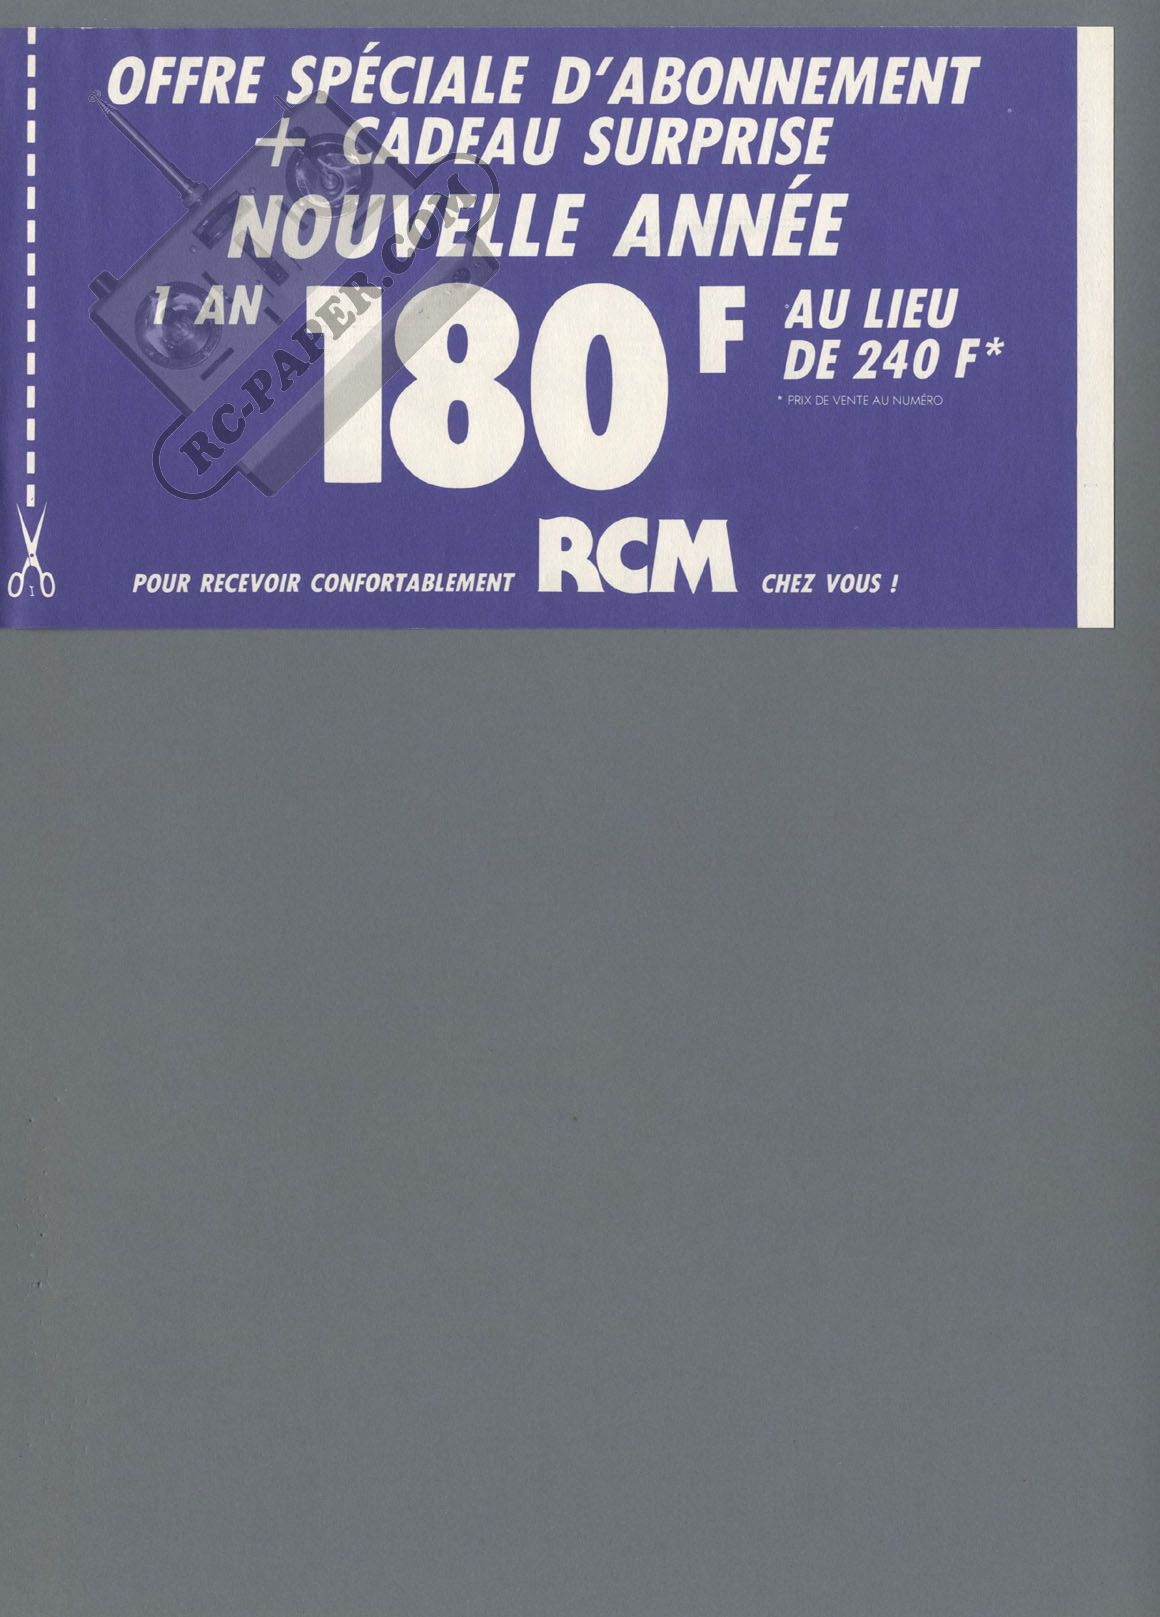 OFFRE SPÉCIALE D'ABONNEMENT
+ CADEAU SURPRISE
NOUVELLE ANNÉE
1 AN 180 F AU LIEU
DE 240 F*
* PRIX DE VENTE AU NUMÉRO
RC-PAPER.COM
POUR RECEVOIR CONFORTABLEMENT RCM CHEZ VOUS !
1